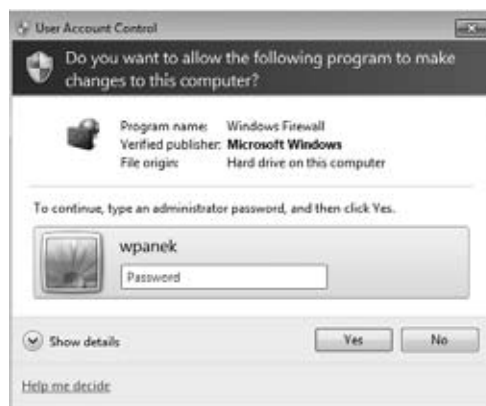 User Account Control
Do you want to allow the following program to make
changes to this computer?
Program name: Windows Firewall
Verified publisher: Microsoft Windows
File origin: Hard drive on this computer
To continue, type an administrator password, and then click Yes.
wpanek
Password
Show details
Yes
No
Help me decide